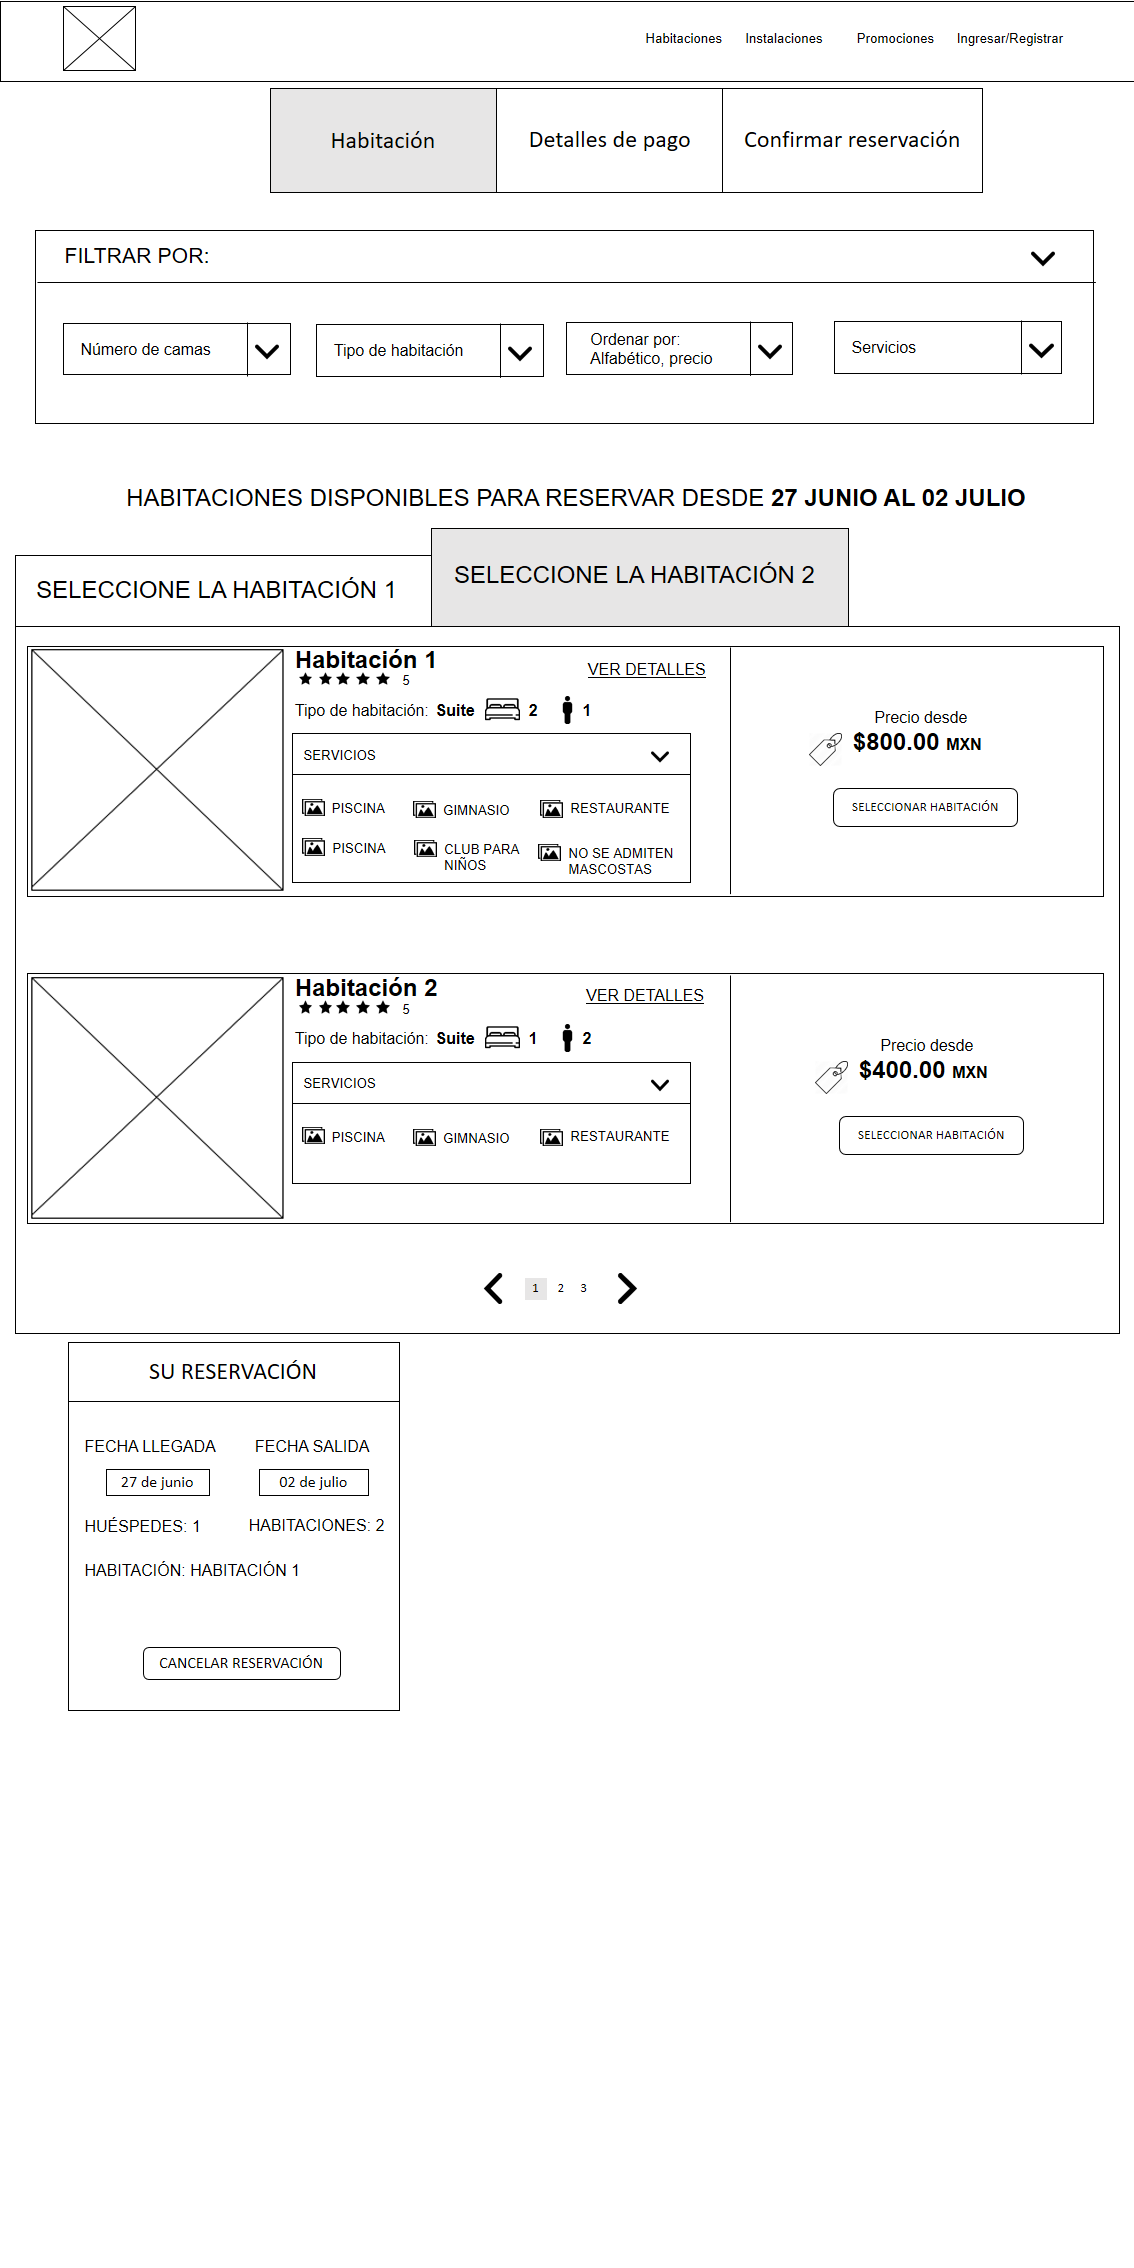 Habitaciones Instalaciones Promociones Ingresar/Registrar
Habitación Detalles de pago Confirmar reservación
FILTRAR POR:
Número de camas
Tipo de habitación
Ordenar por:
Alfabético, precio
Servicios
HABITACIONES DISPONIBLES PARA RESERVAR DESDE 27 JUNIO AL 02 JULIO
SELECCIONE LA HABITACIÓN 1
SELECCIONE LA HABITACIÓN 2
Habitación 1
VER DETALLES
5
Tipo de habitación: Suite 2 1
SERVICIOS
PISCINA GIMNASIO RESTAURANTE
PISCINA
CLUB PARA
NIÑOS
NO SE ADMITEN
MASCOSTAS
Precio desde
$800.00 MXN
SELECCIONAR HABITACIÓN
Habitación 2
VER DETALLES
5
Tipo de habitación: Suite 1 2
SERVICIOS
PISCINA GIMNASIO RESTAURANTE
Precio desde
$400.00 MXN
SELECCIONAR HABITACIÓN
1 2 3
SU RESERVACIÓN
FECHA LLEGADA FECHA SALIDA
27 de junio 02 de julio
HUÉSPEDES: 1 HABITACIONES: 2
HABITACIÓN: HABITACIÓN 1
CANCELAR RESERVACIÓN